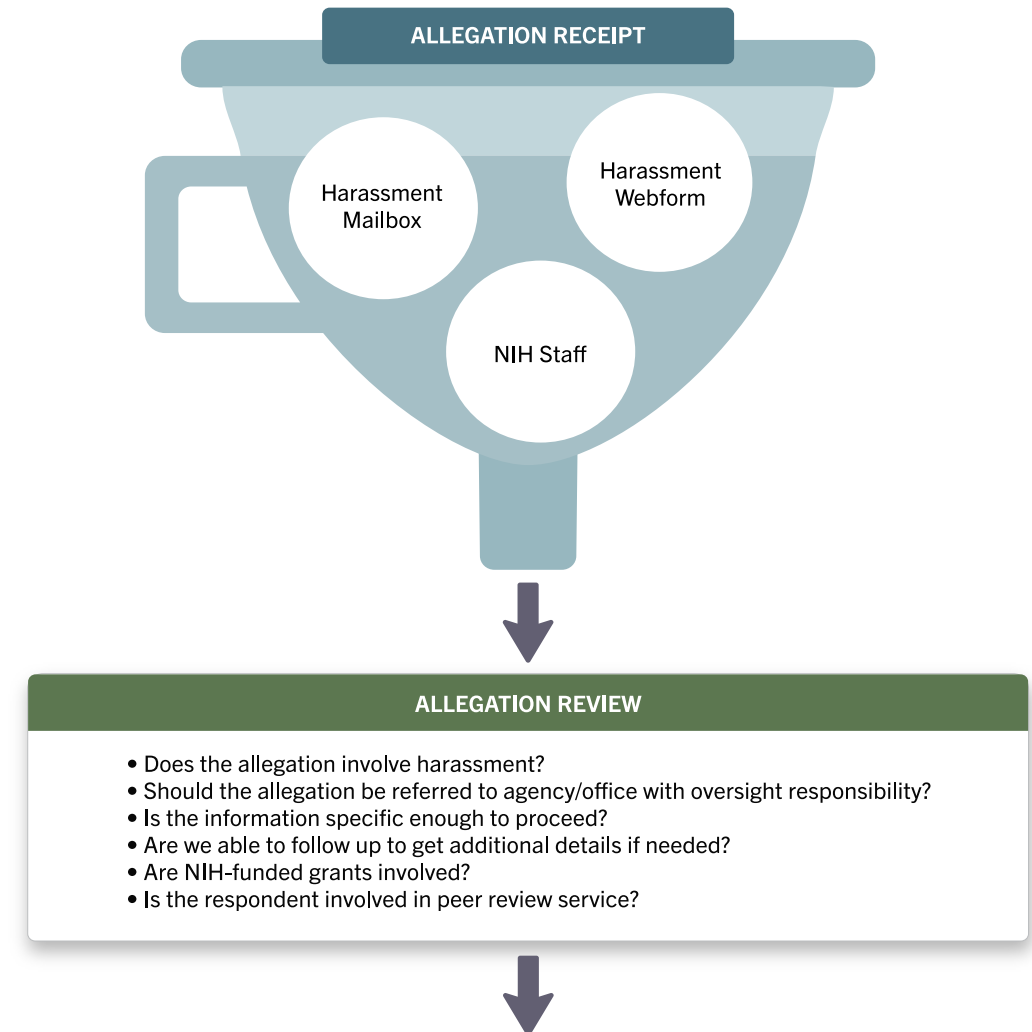 ALLEGATION RECEIPT
Harassment
Mailbox
Harassment
Webform
NIH Staff
ALLEGATION REVIEW
• Does the allegation involve harassment?
• Should the allegation be referred to agency/office with oversight responsibility?
• Is the information specific enough to proceed?
• Are we able to follow up to get additional details if needed?
• Are NIH-funded grants involved?
• Is the respondent involved in peer review service?